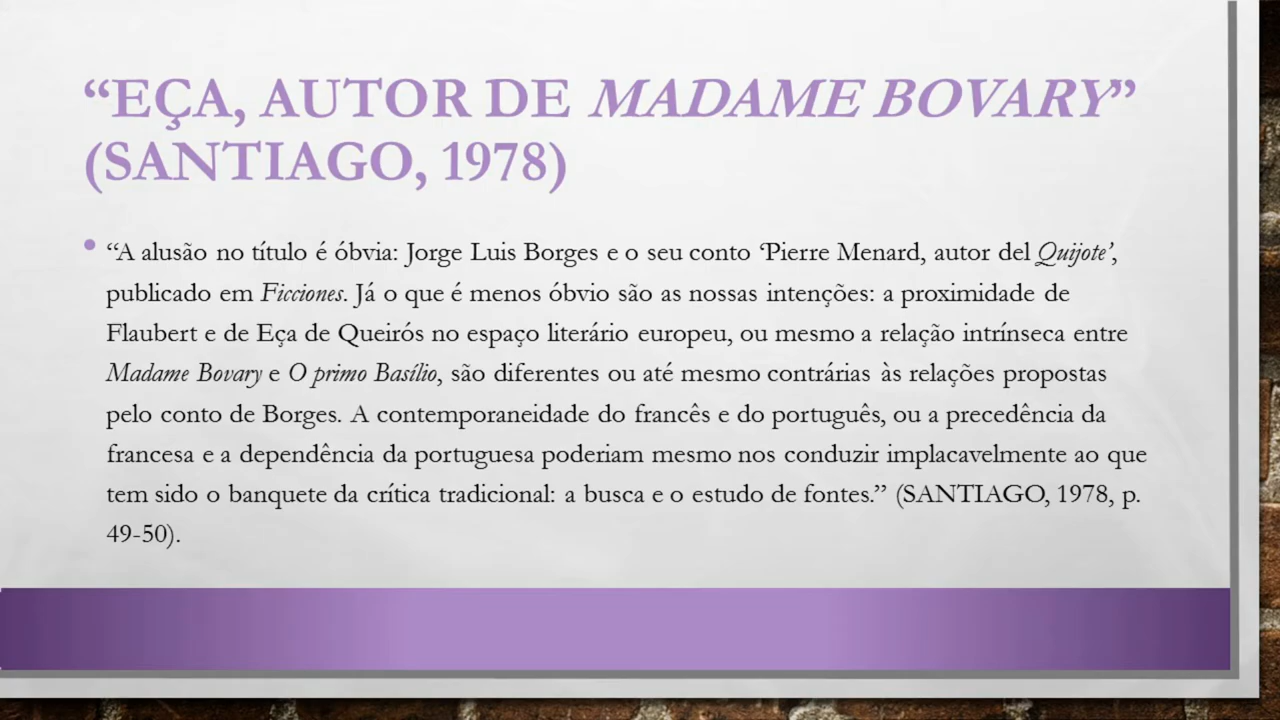 “EÇA, AUTOR DE MADAME BOVARY”
(SANTIAGO, 1978)
• “A alusão no título é óbvia: Jorge Luis Borges e o seu conto ‘Pierre Menard, autor del Quijote’,
publicado em Ficciones. Já o que é menos óbvio são as nossas intenções: a proximidade de
Flaubert e de Eça de Queirós no espaço literário europeu, ou mesmo a relação intrínseca entre
Madame Bovary e O primo Basílio, são diferentes ou até mesmo contrárias às relações propostas
pelo conto de Borges. A contemporaneidade do francês e do português, ou a precedência da
francesa e a dependência da portuguesa poderiam mesmo nos conduzir implacavelmente ao que
tem sido o banquete da crítica tradicional: a busca e o estudo de fontes.” (SANTIAGO, 1978, p.
49-50).